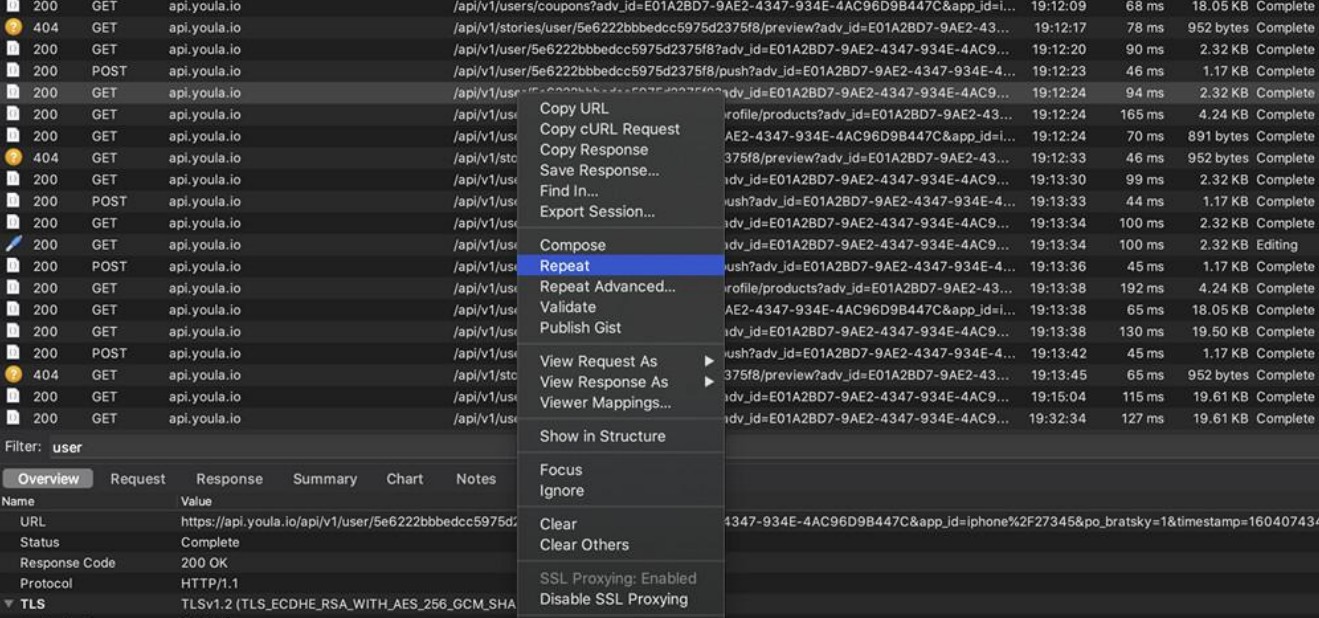 200 GET api.youla.io /api/v1/users/coupons?adv_id=E01A2BD7-9AE2-4347-934E-4AC96D9B447C&app_id=i... 19:12:09 68 ms 18.05 KB Complete
404 GET api.youla.io /api/v1/stories/user/5e6222bbbedcc5975d2375f8/preview?adv_id=E01A2BD7-9AE2-43... 19:12:17 78 ms 952 bytes Complete
200 GET api.youla.io /api/v1/user/5e6222bbbedcc5975d2375f8?adv_id=E01A2BD7-9AE2-4347-934E-4AC9... 19:12:20 90 ms 2.32 KB Complete
200 POST api.youla.io /api/v1/user/5e6222bbbedcc5975d2375f8/push?adv_id=E01A2BD7-9AE2-4347-934E-4... 19:12:23 46 ms 1.17 KB Complete
200 GET api.youla.io /api/v1/user/5e6222bbbedcc5975d2375f8?adv_id=E01A2BD7-9AE2-4347-934E-4AC9... 19:12:24 94 ms 2.32 KB Complete
200 GET api.youla.io /api/v1/use rofile/products?adv_id=E01A2BD7-9AE2-43... 19:12:24 165 ms 4.24 KB Complete
200 GET api.youla.io /api/v1/use AE2-4347-934E-4AC96D9B447C&app_id=i... 19:12:24 70 ms 891 bytes Complete
404 GET api.youla.io /api/v1/sto 375f8/preview?adv_id=E01A2BD7-9AE2-43... 19:12:33 46 ms 952 bytes Complete
200 GET api.youla.io /api/v1/use dv_id=E01A2BD7-9AE2-4347-934E-4AC9... 19:13:30 99 ms 2.32 KB Complete
200 POST api.youla.io /api/v1/use ush?adv_id=E01A2BD7-9AE2-4347-934E-4... 19:13:33 44 ms 1.17 KB Complete
200 GET api.youla.io /api/v1/use dv_id=E01A2BD7-9AE2-4347-934E-4AC9... 19:13:34 100 ms 2.32 KB Complete
200 GET api.youla.io /api/v1/use dv_id=E01A2BD7-9AE2-4347-934E-4AC9... 19:13:34 100 ms 2.32 KB Editing
200 POST api.youla.io /api/v1/use ush?adv_id=E01A2BD7-9AE2-4347-934E-4... 19:13:36 45 ms 1.17 KB Complete
200 GET api.youla.io /api/v1/use rofile/products?adv_id=E01A2BD7-9AE2-43... 19:13:38 192 ms 4.24 KB Complete
200 GET api.youla.io /api/v1/use AE2-4347-934E-4AC96D9B447C&app_id=i... 19:13:38 65 ms 18.05 KB Complete
200 GET api.youla.io /api/v1/use dv_id=E01A2BD7-9AE2-4347-934E-4AC9... 19:13:38 130 ms 19.50 KB Complete
200 POST api.youla.io /api/v1/use ush?adv_id=E01A2BD7-9AE2-4347-934E-4... 19:13:42 45 ms 1.17 KB Complete
404 GET api.youla.io /api/v1/sto 375f8/preview?adv_id=E01A2BD7-9AE2-43... 19:13:45 65 ms 952 bytes Complete
200 GET api.youla.io /api/v1/use dv_id=E01A2BD7-9AE2-4347-934E-4AC9... 19:15:04 115 ms 19.61 KB Complete
200 GET api.youla.io /api/v1/use dv_id=E01A2BD7-9AE2-4347-934E-4AC9... 19:32:34 127 ms 19.61 KB Complete
Copy URL
Copy cURL Request
Copy Response
Save Response...
Find In...
Export Session...
Compose
Repeat
Repeat Advanced...
Validate
Publish Gist
View Request As
View Response As
Viewer Mappings...
Show in Structure
Focus
Ignore
Clear
Clear Others
SSL Proxying: Enabled
Disable SSL Proxying
Filter: user
Overview Request Response Summary Chart Notes
Name Value
URL https://api.youla.io/api/v1/user/5e6222bbbedcc5975d2 4347-934E-4AC96D9B447C&app_id=iphone%2F27345&po_bratsky=1&timestamp=160407434
Status Complete
Response Code 200 OK
Protocol HTTP/1.1
TLS TLSv1.2 (TLS_ECDHE_RSA_WITH_AES_256_GCM_SHA